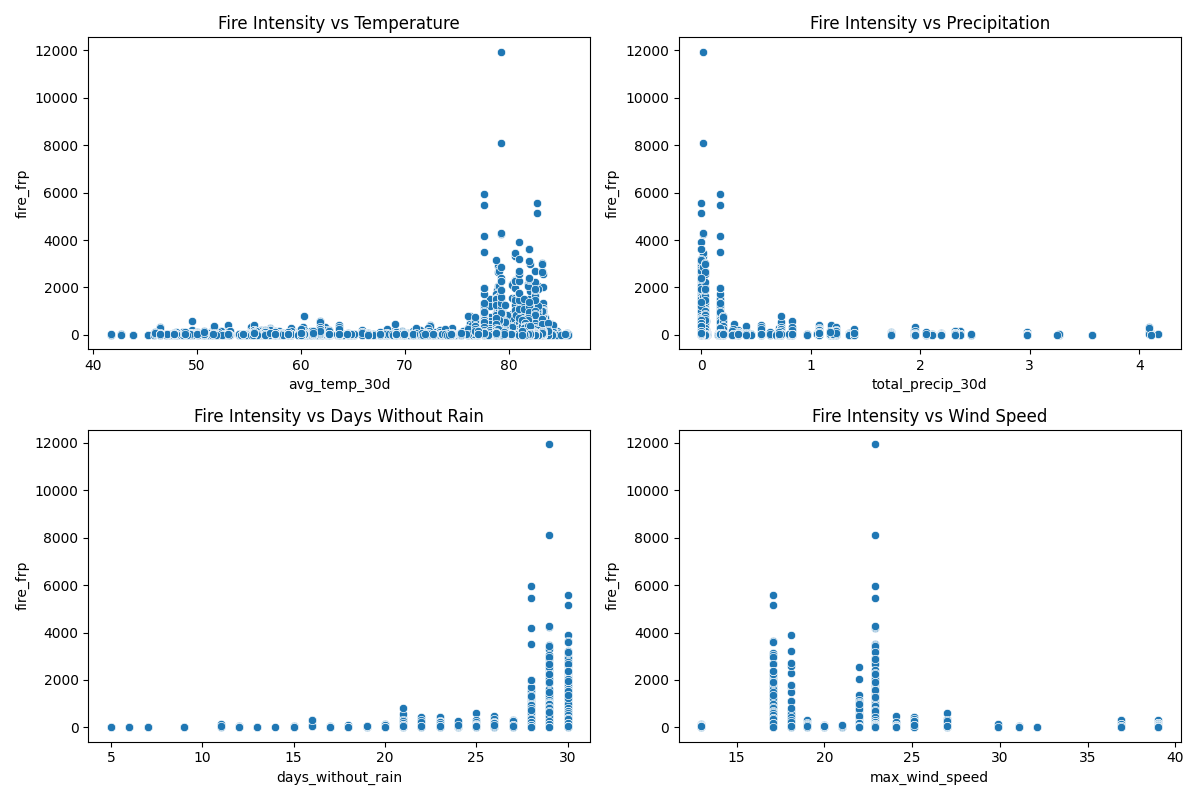 Fire Intensity vs Temperature
12000
10000
8000
6000
4000
2000
0
fire_frp
40 50 60 70 80
avg_temp_30d
Fire Intensity vs Precipitation
12000
10000
8000
6000
4000
2000
0
fire_frp
0 1 2 3 4
total_precip_30d
Fire Intensity vs Days Without Rain
12000
10000
8000
6000
4000
2000
0
fire_frp
5 10 15 20 25 30
days_without_rain
Fire Intensity vs Wind Speed
12000
10000
8000
6000
4000
2000
0
fire_frp
15 20 25 30 35 40
max_wind_speed